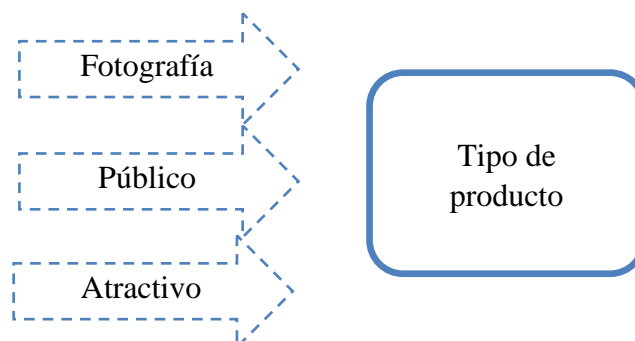 Fotografía
Público
Atractivo
Tipo de
producto